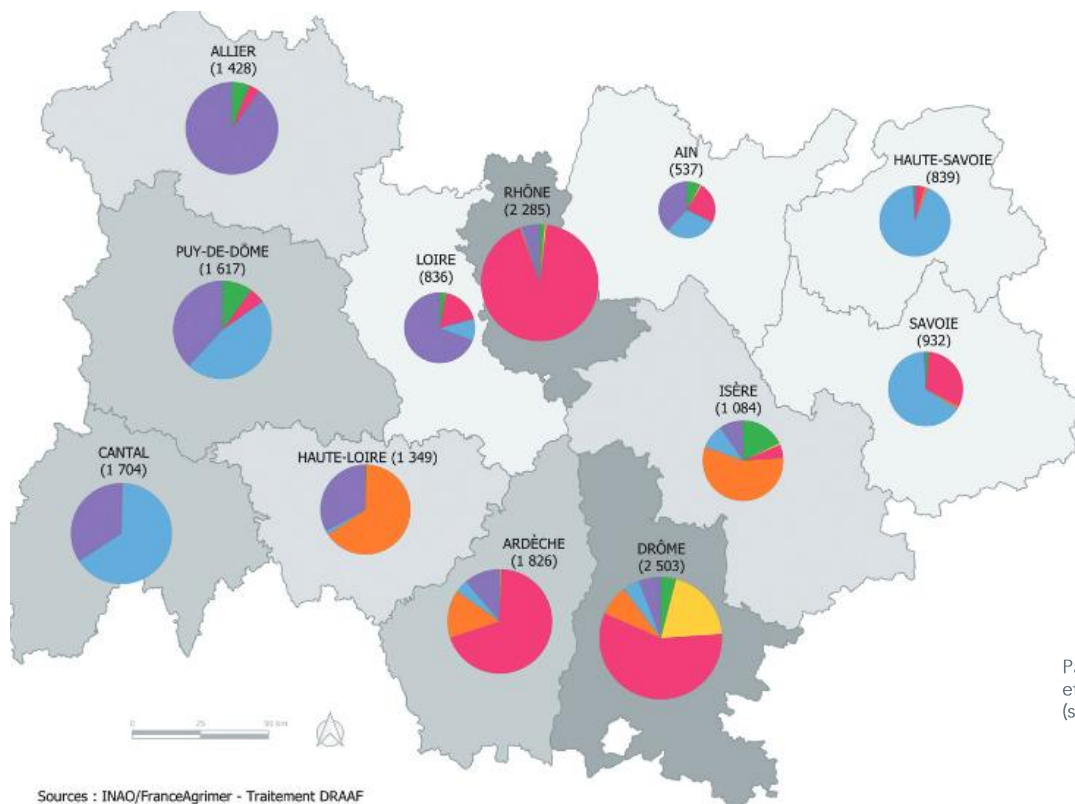 ALLIER
(1 428)
AIN
(537)
HAUTE-SAVOIE
(839)
RHÔNE
(2 285)
PUY-DE-DÔME
(1 617)
LOIRE
(836)
SAVOIE
(932)
ISÈRE
(1 084)
CANTAL
(1 704)
HAUTE-LOIRE (1 349)
ARDÈCHE
(1 826)
DRÔME
(2 503)
0 25 50 km
et
(s
Sources : INAO/FranceAgrimer - Traitement DRAAF